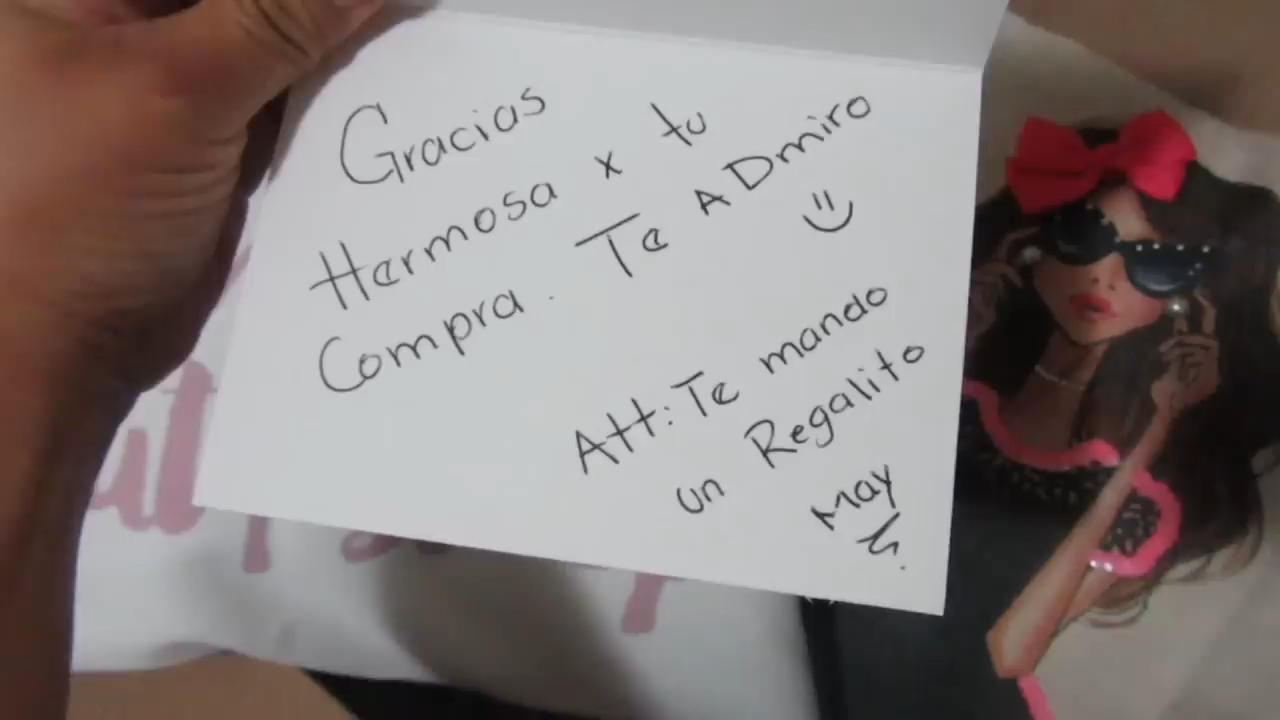 Gracias
Hermosa x tu
Compra. Te ADmiro
Att: Te mando
un Regalito
May